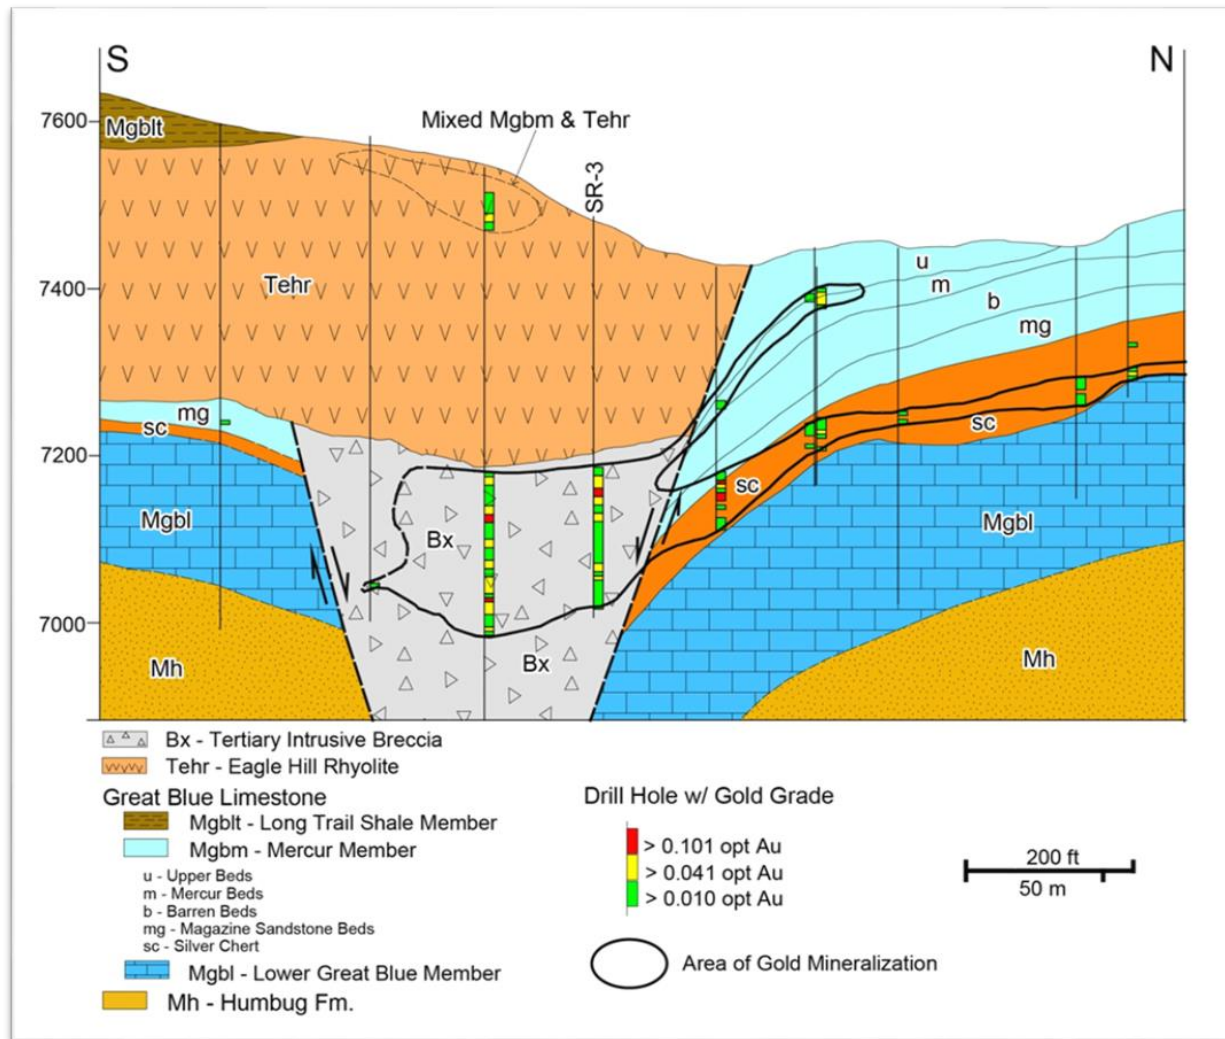 S
N
7600
Mgblt
Mixed Mgbm & Tehr
SR-3
7400
Tehr
u
m
b
mg
mg
sc
sc
sc
7200
Mgbl
Bx
Mgbl
7000
Mh
Bx
Mh
Bx - Tertiary Intrusive Breccia
Tehr - Eagle Hill Rhyolite
Great Blue Limestone
Mgblt - Long Trail Shale Member
Mgbm - Mercur Member
u - Upper Beds
m - Mercur Beds
b - Barren Beds
mg - Magazine Sandstone Beds
sc - Silver Chert
Mgbl - Lower Great Blue Member
Mh - Humbug Fm.
Drill Hole w/ Gold Grade
> 0.101 opt Au
> 0.041 opt Au
> 0.010 opt Au
Area of Gold Mineralization
200 ft
50 m